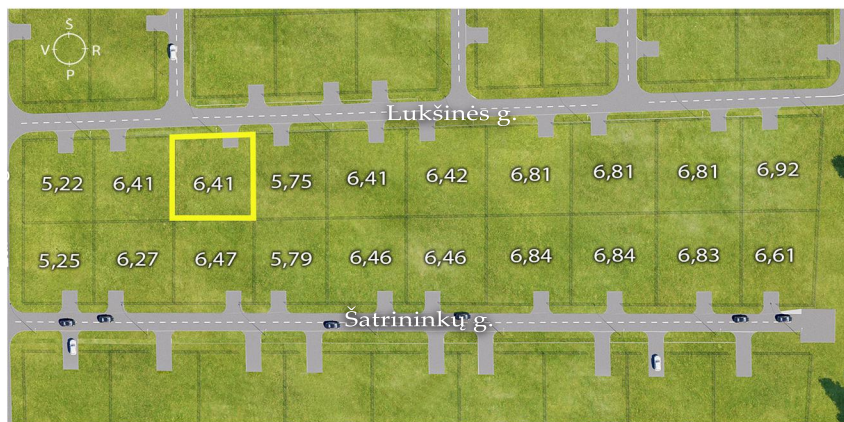 Š
V R
P
Lukšinės g.
5,22 6,41 6,41 5,75 6,41 6,42 6,81 6,81 6,81 6,92
5,25 6,27 6,47 5,79 6,46 6,46 6,84 6,84 6,83 6,61
Šatrininkų g.